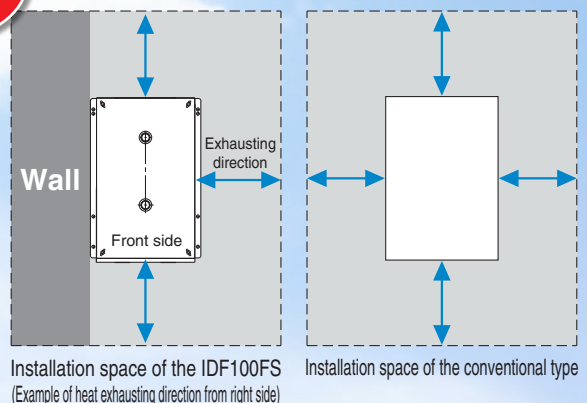 Wall
Exhausting
direction
Front side
Installation space of the IDF100FS
(Example of heat exhausting direction from right side)
Installation space of the conventional type